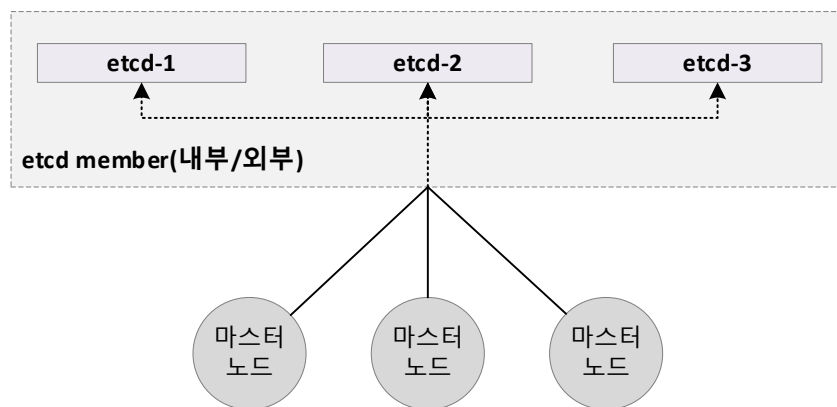 etcd-1
etcd-2
etcd-3
etcd member(내부/외부)
마스터
노드
마스터
노드
마스터
노드